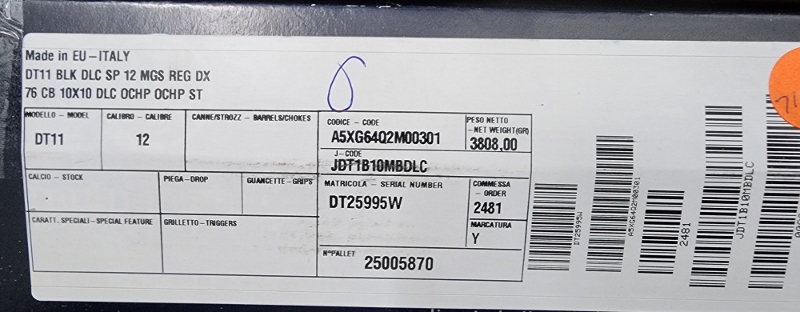 Made in EU-ITALY
DT11 BLK DLC SP 12 MGS REG DX
76 CB 10X10 DLC OCHP OCHP ST
MODELLO - MODEL
DT11
CALIBRO - CALIBRE
12
CANNE/STROZZ - BARRELS/CHOKES
CODICE - CODE
A5XG64Q2M00301
J-CODE
JDT1B10MBDLC
PESO NETTO
-NET WEIGHT(GR)
3808,00
CALCIO - STOCK
PIEGA-DROP
GUANCETTE-GRIPS
MATRICOLA - SERIAL NUMBER
DT25995W
COMMESSA
- ORDER
2481
MARCATURA
Y
CARATT. SPECIALI-SPECIAL FEATURE
GRILLETTO-TRIGGERS
N°PALLET
25005870
DT25995W
A5XG64Q2M00301
2481
JDT1B10MBDLC